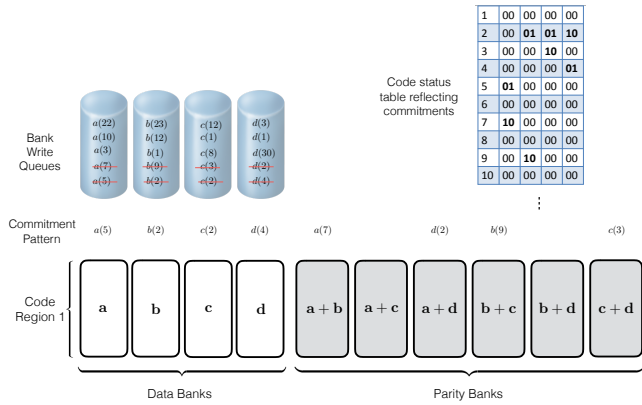 1 00 00 00 00
2 00 01 01 10
3 00 00 10 00
4 00 00 00 01
5 01 00 00 00
6 00 00 00 00
7 10 00 00 00
8 00 00 00 00
9 00 10 00 00
10 00 00 00 00
⋮
Code status
table reflecting
commitments
Bank
Write
Queues
a(22) b(23) c(12) d(3)
a(10) b(12) c(1) d(1)
a(3) b(1) c(8) d(30)
a(7) b(9) c(3) d(2)
a(5) b(2) c(2) d(4)
Commitment
Pattern
a(5) b(2) c(2) d(4) a(7) d(2) b(9) c(3)
Code
Region 1
a b c d a + b a + c a + d b + c b + d c + d
Data Banks Parity Banks